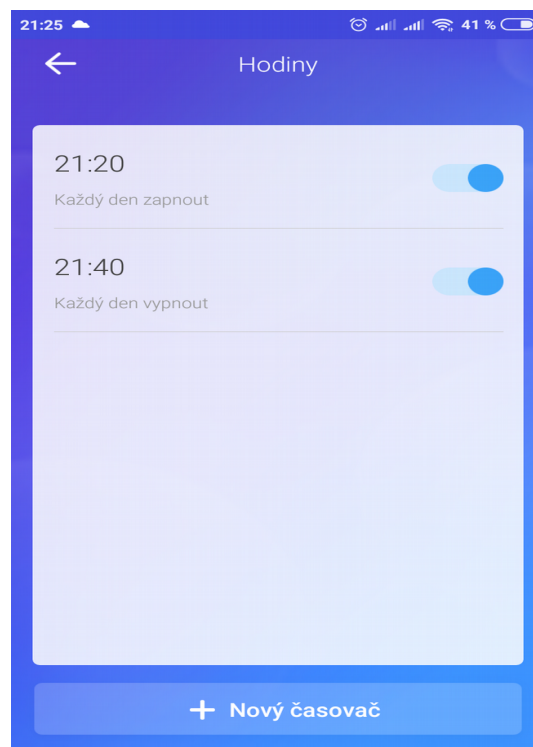 21:25 41 %
Hodiny
21:20
Každý den zapnout
21:40
Každý den vypnout
Nový časovač